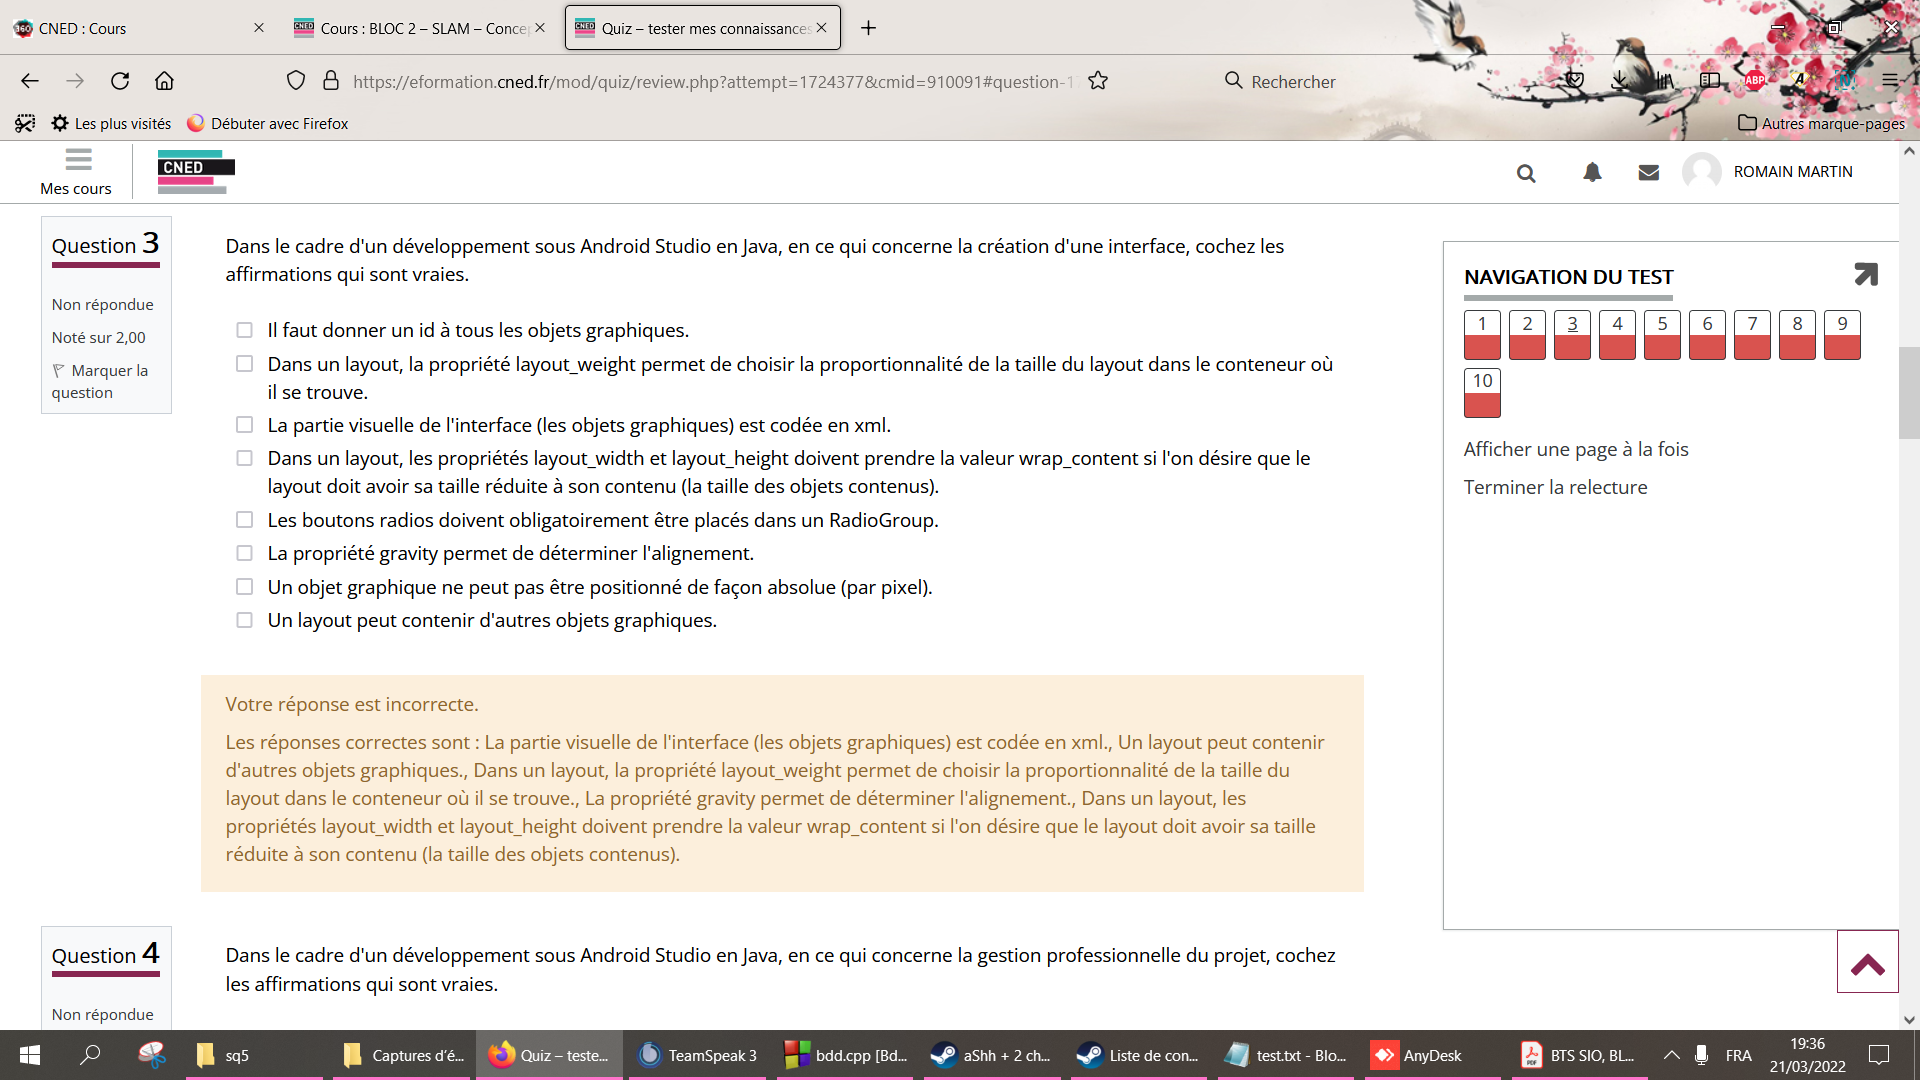 CNED : Cours
Cours : BLOC 2 – SLAM – Conce
Quiz – tester mes connaissances
https://eformation.cned.fr/mod/quiz/review.php?attempt=1724377&cmid=910091#question-1
Rechercher
Les plus visités
Débuter avec Firefox
Autres marque-pages
Mes cours
CNED
ROMAIN MARTIN
Question 3
Non répondue
Noté sur 2,00
Marquer la
question
Dans le cadre d'un développement sous Android Studio en Java, en ce qui concerne la création d'une interface, cochez les
affirmations qui sont vraies.
Il faut donner un id à tous les objets graphiques.
Dans un layout, la propriété layout_weight permet de choisir la proportionnalité de la taille du layout dans le conteneur où
il se trouve.
La partie visuelle de l'interface (les objets graphiques) est codée en xml.
Dans un layout, les propriétés layout_width et layout_height doivent prendre la valeur wrap_content si l'on désire que le
layout doit avoir sa taille réduite à son contenu (la taille des objets contenus).
Les boutons radios doivent obligatoirement être placés dans un RadioGroup.
La propriété gravity permet de déterminer l'alignement.
Un objet graphique ne peut pas être positionné de façon absolue (par pixel).
Un layout peut contenir d'autres objets graphiques.
Votre réponse est incorrecte.
Les réponses correctes sont : La partie visuelle de l'interface (les objets graphiques) est codée en xml., Un layout peut contenir
d'autres objets graphiques., Dans un layout, la propriété layout_weight permet de choisir la proportionnalité de la taille du
layout dans le conteneur où il se trouve., La propriété gravity permet de déterminer l'alignement., Dans un layout, les
propriétés layout_width et layout_height doivent prendre la valeur wrap_content si l'on désire que le layout doit avoir sa taille
réduite à son contenu (la taille des objets contenus).
NAVIGATION DU TEST
1 2 3 4 5 6 7 8 9
10
Afficher une page à la fois
Terminer la relecture
Question 4
Non répondue
Dans le cadre d'un développement sous Android Studio en Java, en ce qui concerne la gestion professionnelle du projet, cochez
les affirmations qui sont vraies.
sq5
Captures d'é...
Quiz – teste...
TeamSpeak 3
bdd.cpp [Bd...
aShh + 2 ch...
Liste de con...
test.txt - Blo...
AnyDesk
BTS SIO, BL...
FRA
19:36
21/03/2022